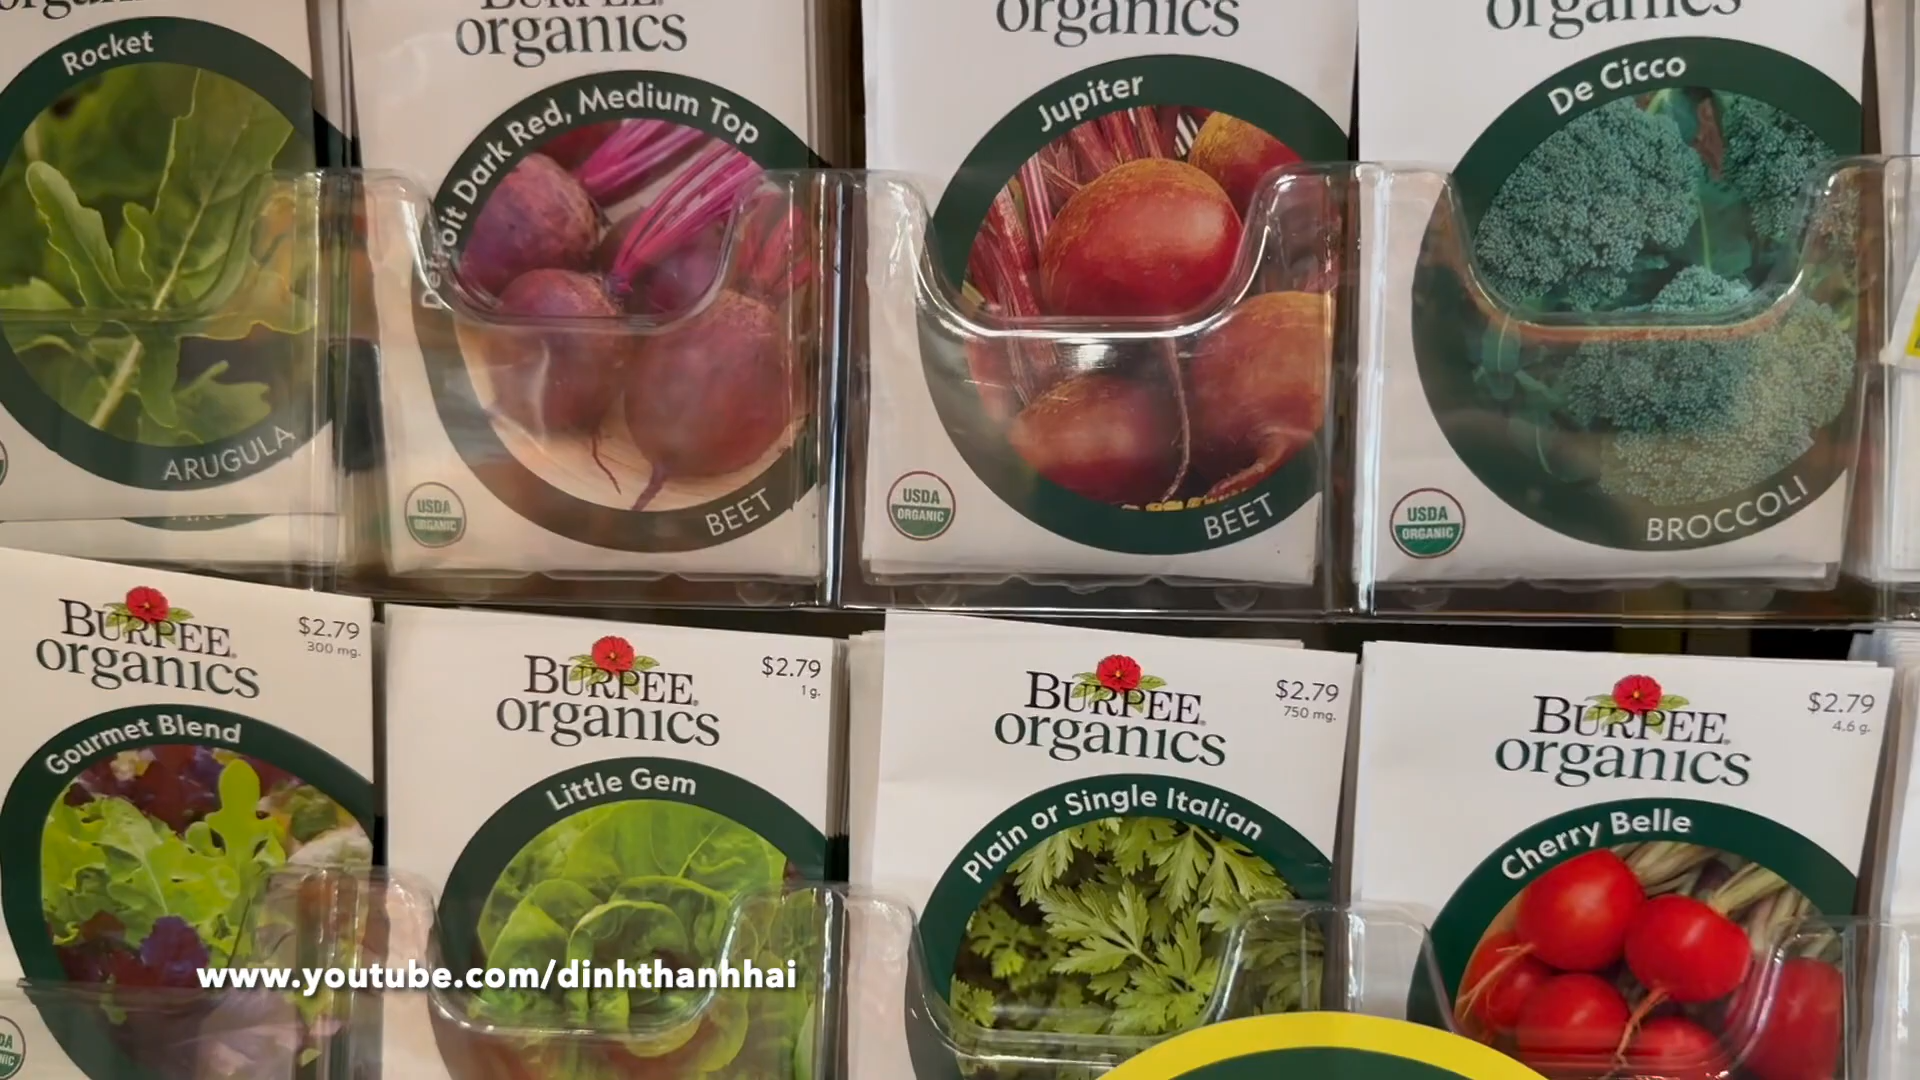 organics
Rocket
ARUGULA
BURPEE
organics
Detroit Dark Red, Medium Top
USDA
ORGANIC
BEET
organics
Jupiter
USDA
ORGANIC
BEET
organics
De Cicco
USDA
ORGANIC
BROCCOLI
BURPEE
organics
$2.79
300 mg.
Gourmet Blend
BURPEE
organics
$2.79
1 g.
Little Gem
BURPEE
organics
$2.79
750 mg.
Plain or Single Italian
BURPEE
organics
$2.79
4.6 g.
Cherry Belle
www.youtube.com/dinhthanhhai